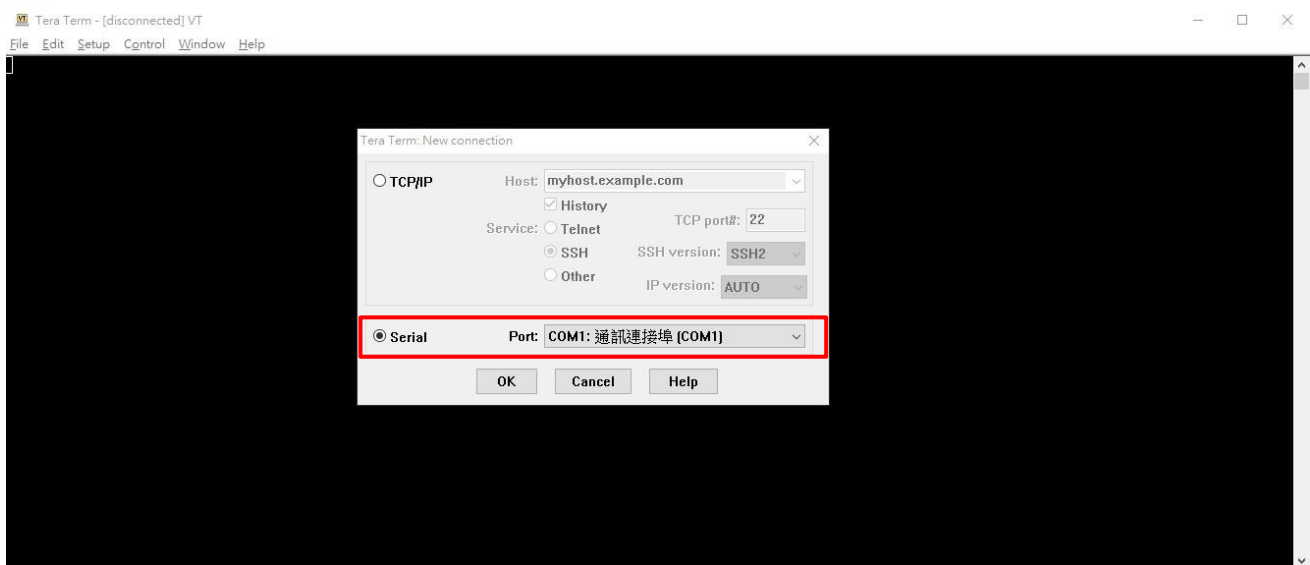 VT Tera Term - [disconnected] VT
File Edit Setup Control Window Help
Tera Term: New connection
TCP/IP Host: myhost.example.com
History
Service: Telnet TCP port#: 22
SSH SSH version: SSH2
Other IP version: AUTO
Serial Port: COM1: 通訊連接埠 (COM1)
OK Cancel Help